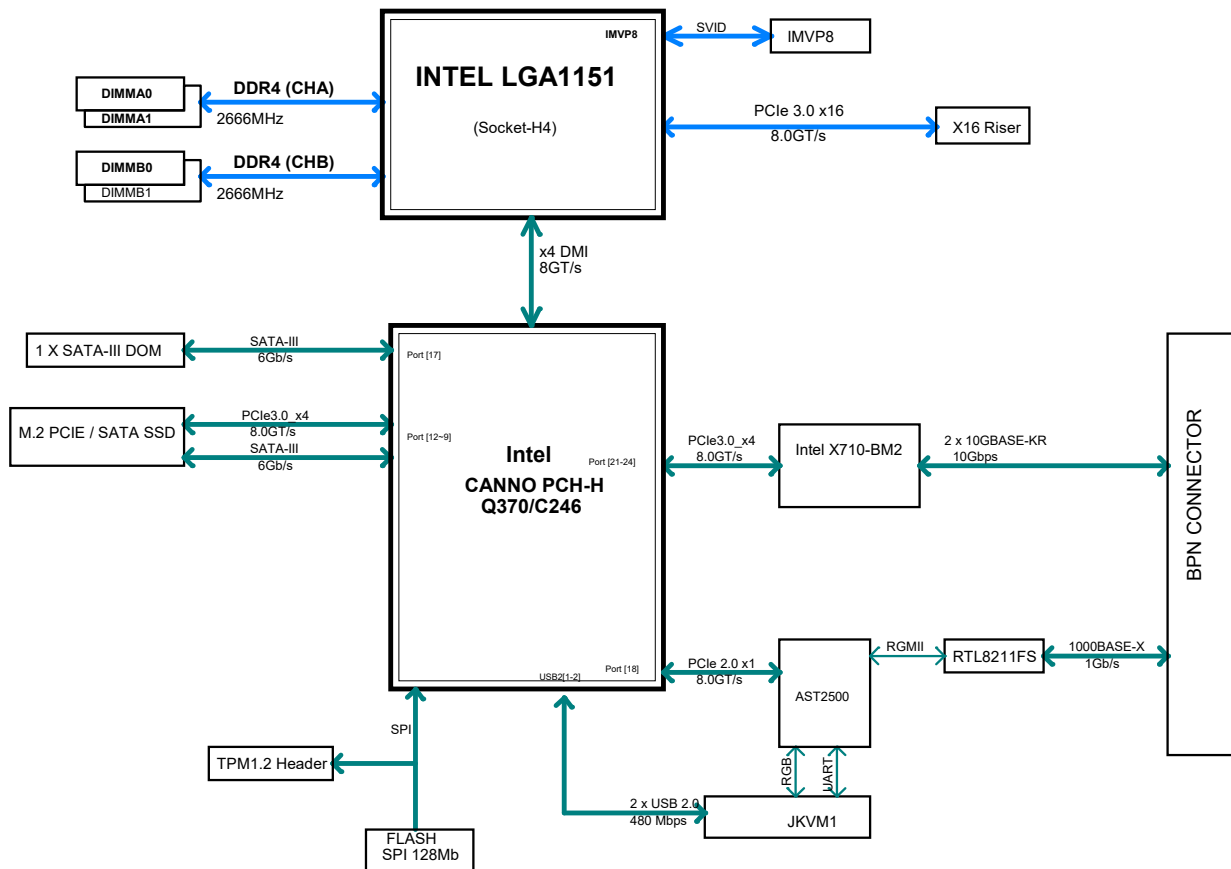 IMVP8
SVID
IMVP8
INTEL LGA1151
(Socket-H4)
DIMMA0
DIMMA1
DDR4 (CHA)
2666MHz
DIMMB0
DIMMB1
DDR4 (CHB)
2666MHz
PCIe 3.0 x16
8.0GT/s
X16 Riser
x4 DMI
8GT/s
1 X SATA-III DOM
SATA-III
6Gb/s
Port [17]
M.2 PCIE / SATA SSD
PCIe3.0_x4
8.0GT/s
SATA-III
6Gb/s
Port [12~9]
Intel
CANNO PCH-H
Q370/C246
Port [21-24]
PCIe3.0_x4
8.0GT/s
Intel X710-BM2
2 x 10GBASE-KR
10Gbps
BPN CONNECTOR
Port [18]
USB2[1-2]
PCIe 2.0 x1
8.0GT/s
AST2500
RGMII
RTL8211FS
1000BASE-X
1Gb/s
SPI
TPM1.2 Header
RGB
UART
2 x USB 2.0
480 Mbps
JKVM1
FLASH
SPI 128Mb